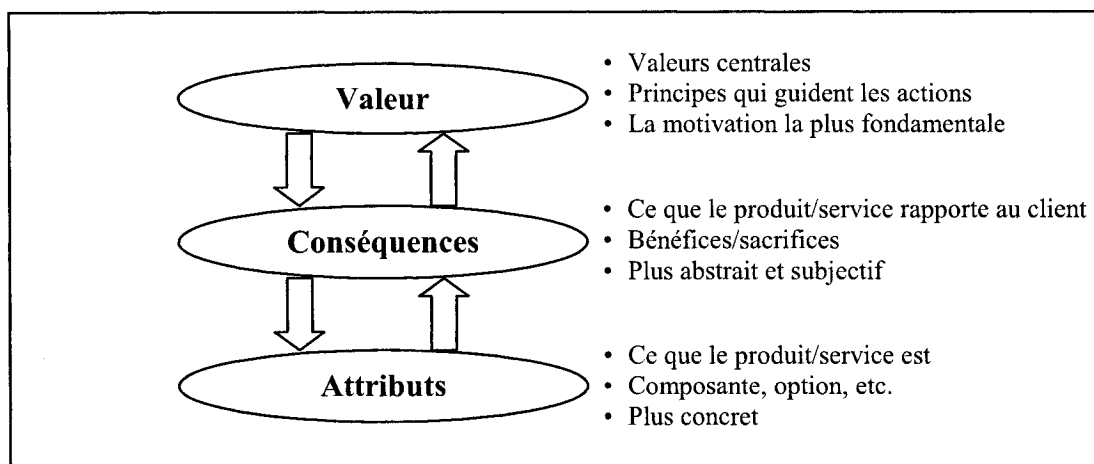 Valeur
• Valeurs centrales
• Principes qui guident les actions
• La motivation la plus fondamentale
Conséquences
• Ce que le produit/service rapporte au client
• Bénéfices/sacrifices
• Plus abstrait et subjectif
Attributs
• Ce que le produit/service est
• Composante, option, etc.
• Plus concret